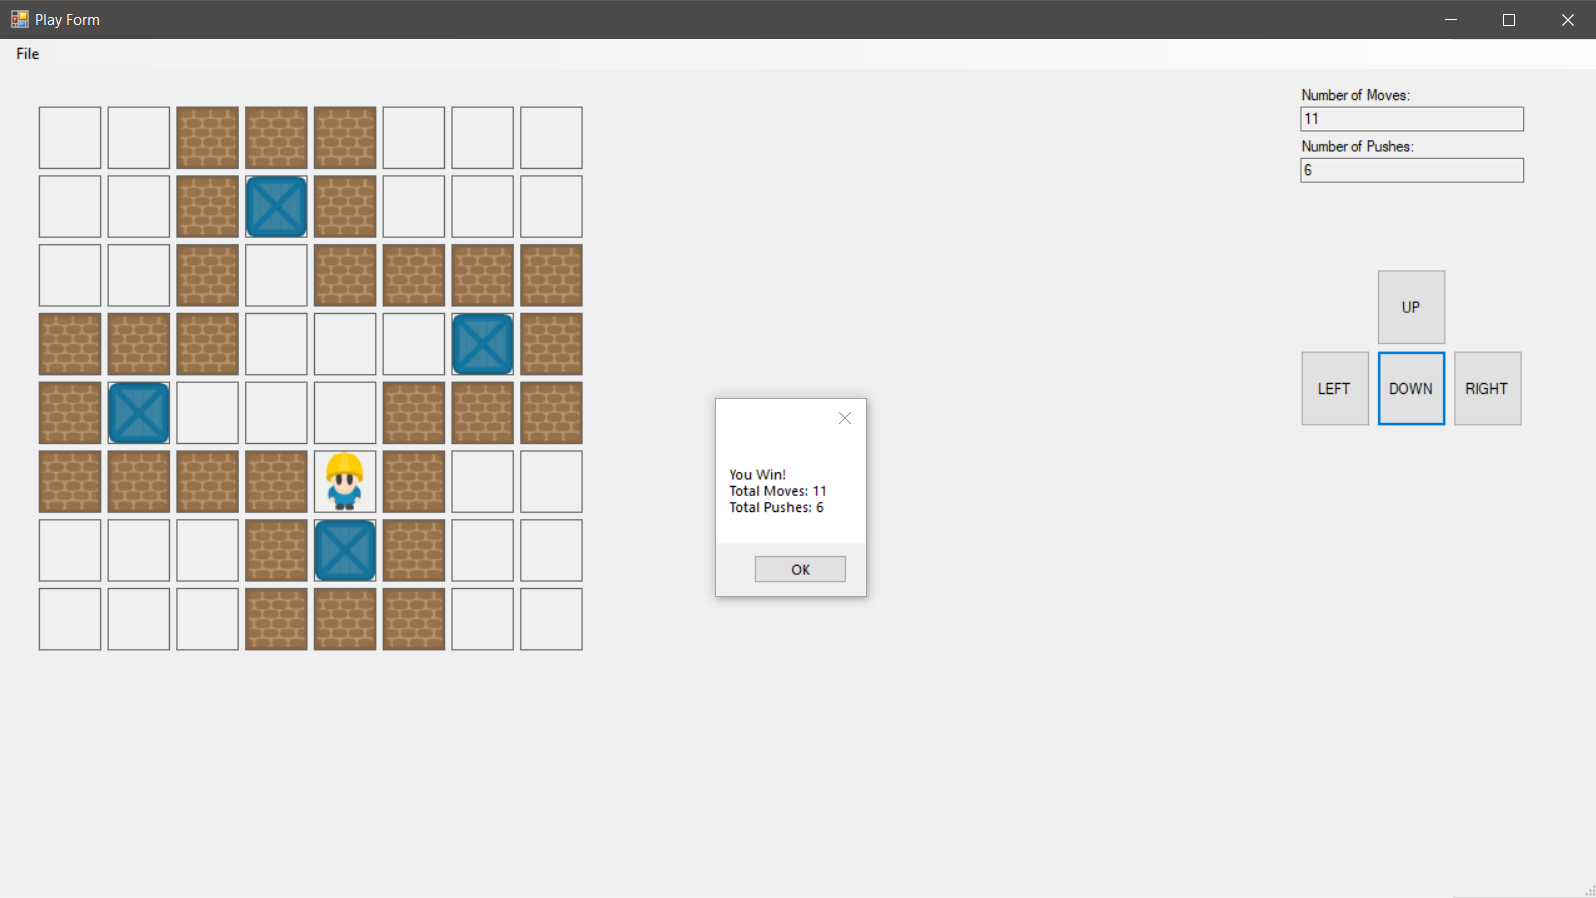 Play Form
File
Number of Moves:
11
Number of Pushes:
6
UP
LEFT DOWN RIGHT
You Win!
Total Moves: 11
Total Pushes: 6
OK